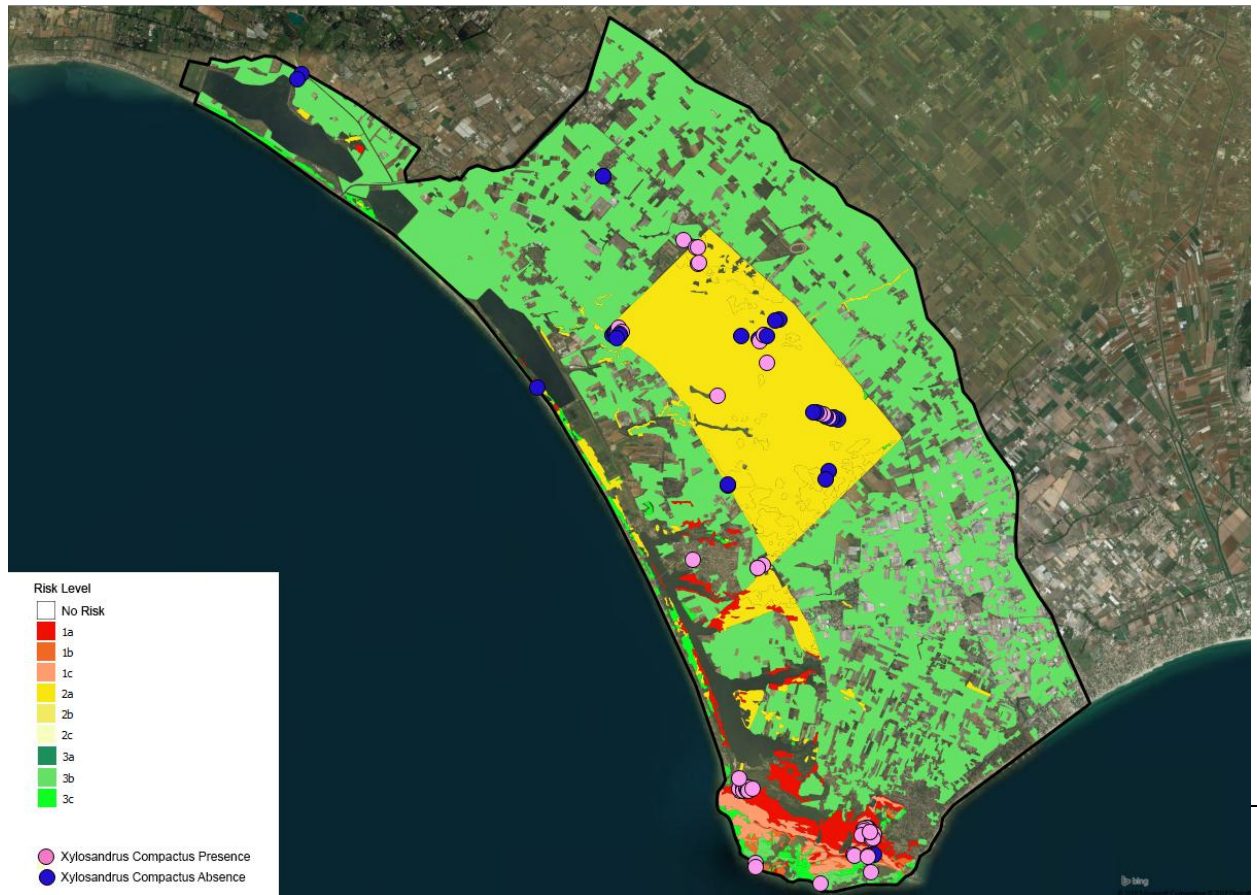 Risk Level
No Risk
1a
1b
1c
2a
2b
2c
3a
3b
3c
Xylosandrus Compactus Presence
Xylosandrus Compactus Absence
bing